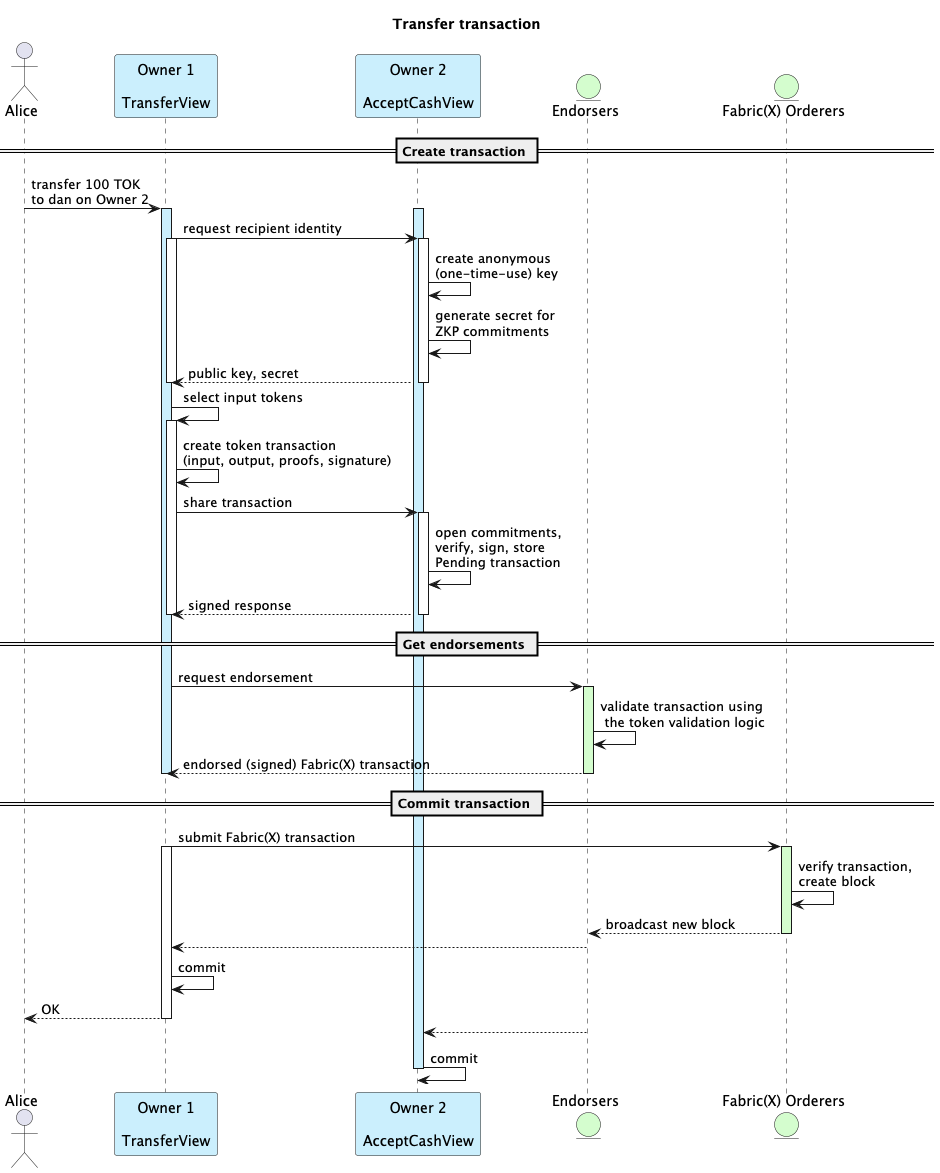 Transfer transaction
Alice
Owner 1
TransferView
Owner 2
AcceptCashView
Endorsers
Fabric(X) Orderers
Create transaction
transfer 100 TOK
to dan on Owner 2
request recipient identity
create anonymous
(one-time-use) key
generate secret for
ZKP commitments
public key, secret
select input tokens
create token transaction
(input, output, proofs, signature)
share transaction
open commitments,
verify, sign, store
Pending transaction
signed response
Get endorsements
request endorsement
validate transaction using
the token validation logic
endorsed (signed) Fabric(X) transaction
Commit transaction
submit Fabric(X) transaction
verify transaction,
create block
broadcast new block
commit
OK
commit
Alice
Owner 1
TransferView
Owner 2
AcceptCashView
Endorsers
Fabric(X) Orderers